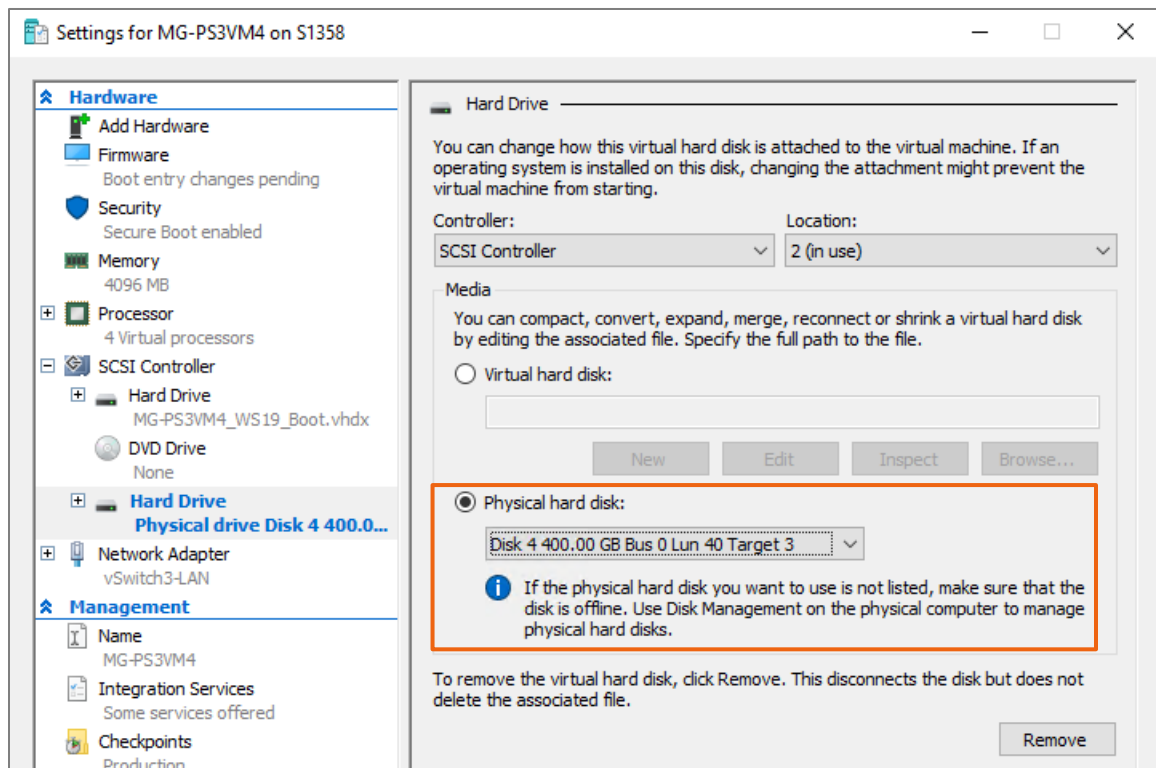 Settings for MG-PS3VM4 on S1358
Hardware
Add Hardware
Firmware
Boot entry changes pending
Security
Secure Boot enabled
Memory
4096 MB
Processor
4 Virtual processors
SCSI Controller
Hard Drive
MG-PS3VM4_WS19_Boot.vhdx
DVD Drive
None
Hard Drive
Physical drive Disk 4 400.0...
Network Adapter
vSwitch3-LAN
Management
Name
MG-PS3VM4
Integration Services
Some services offered
Checkpoints
Production
Hard Drive
You can change how this virtual hard disk is attached to the virtual machine. If an
operating system is installed on this disk, changing the attachment might prevent the
virtual machine from starting.
Controller:
Location:
SCSI Controller
2 (in use)
Media
You can compact, convert, expand, merge, reconnect or shrink a virtual hard disk
by editing the associated file. Specify the full path to the file.
Virtual hard disk:
New
Edit
Inspect
Browse...
Physical hard disk:
Disk 4 400.00 GB Bus 0 Lun 40 Target 3
If the physical hard disk you want to use is not listed, make sure that the
disk is offline. Use Disk Management on the physical computer to manage
physical hard disks.
To remove the virtual hard disk, click Remove. This disconnects the disk but does not
delete the associated file.
Remove